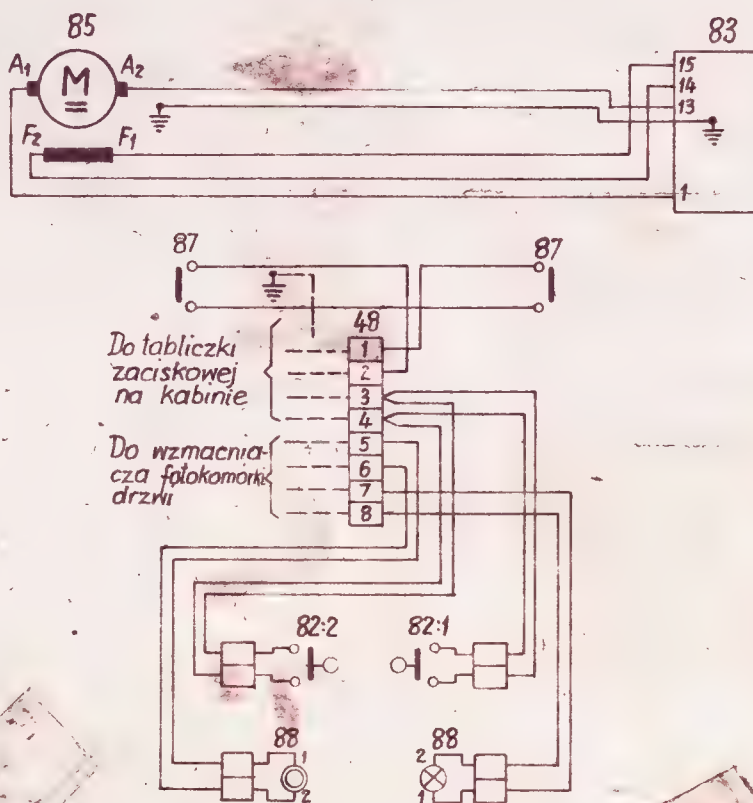 85
83
A₁
M
A₂
15
14
13
F₂
F₁
1
87
87
48
Do tabliczki
zaciskowej
na kabinie
1
2
3
4
5
6
7
8
Do wzmacnia-
cza fotokomórki
drzwi
82:2
82:1
88
88
1
2
2
1